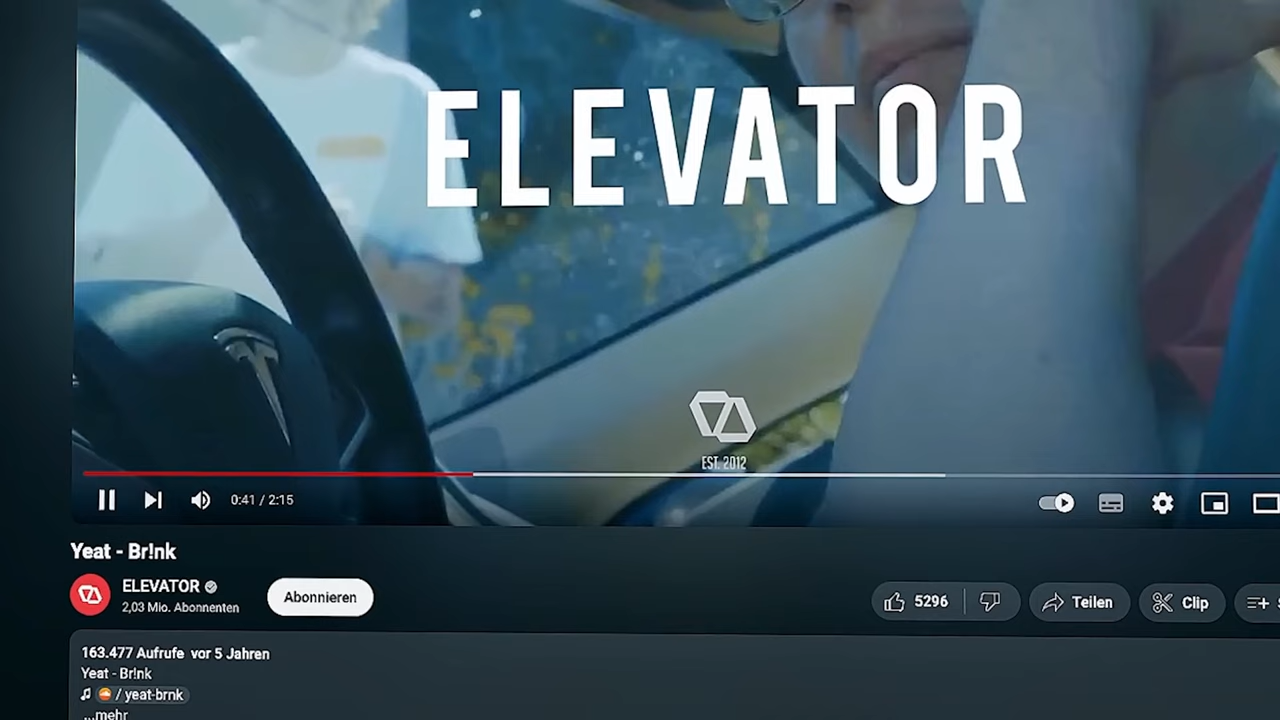 ELEVATOR
EST. 2012
0:41 / 2:15
Yeat - Br!nk
ELEVATOR
2,03 Mio. Abonnenten
Abonnieren
5296
Teilen
Clip
163.477 Aufrufe vor 5 Jahren
Yeat - Br!nk
/ yeat-brnk
...mehr